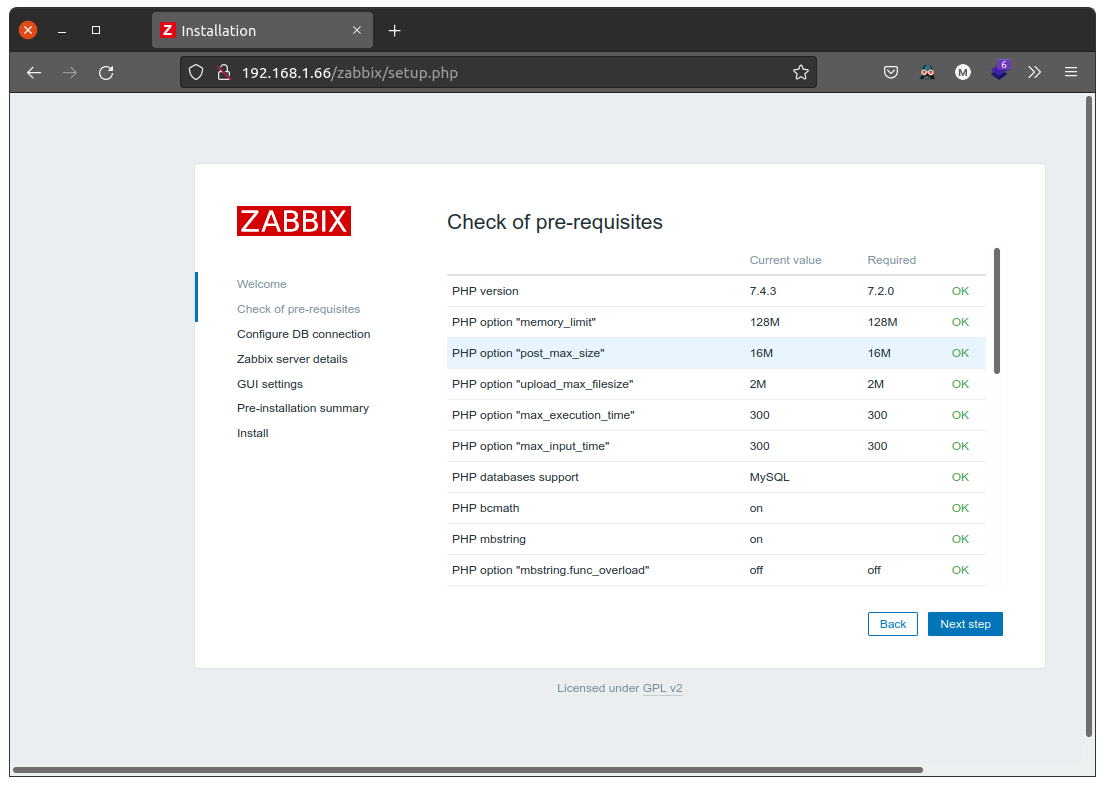 Z Installation
192.168.1.66/zabbix/setup.php
M
6
ZABBIX
Welcome
Check of pre-requisites
Configure DB connection
Zabbix server details
GUI settings
Pre-installation summary
Install
Check of pre-requisites
Current value Required
PHP version 7.4.3 7.2.0 OK
PHP option "memory_limit" 128M 128M OK
PHP option "post_max_size" 16M 16M OK
PHP option "upload_max_filesize" 2M 2M OK
PHP option "max_execution_time" 300 300 OK
PHP option "max_input_time" 300 300 OK
PHP databases support MySQL OK
PHP bcmath on OK
PHP mbstring on OK
PHP option "mbstring.func_overload" off off OK
Back Next step
Licensed under GPL v2